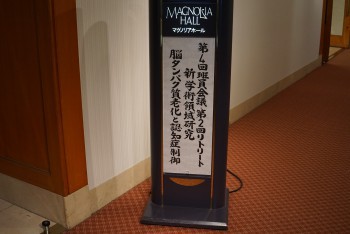 MAGNOLIA
HALL
マグノリアホール
第4回班員会議 第2回リトリート
新学術領域研究
脳タンパク質老化と認知症制御